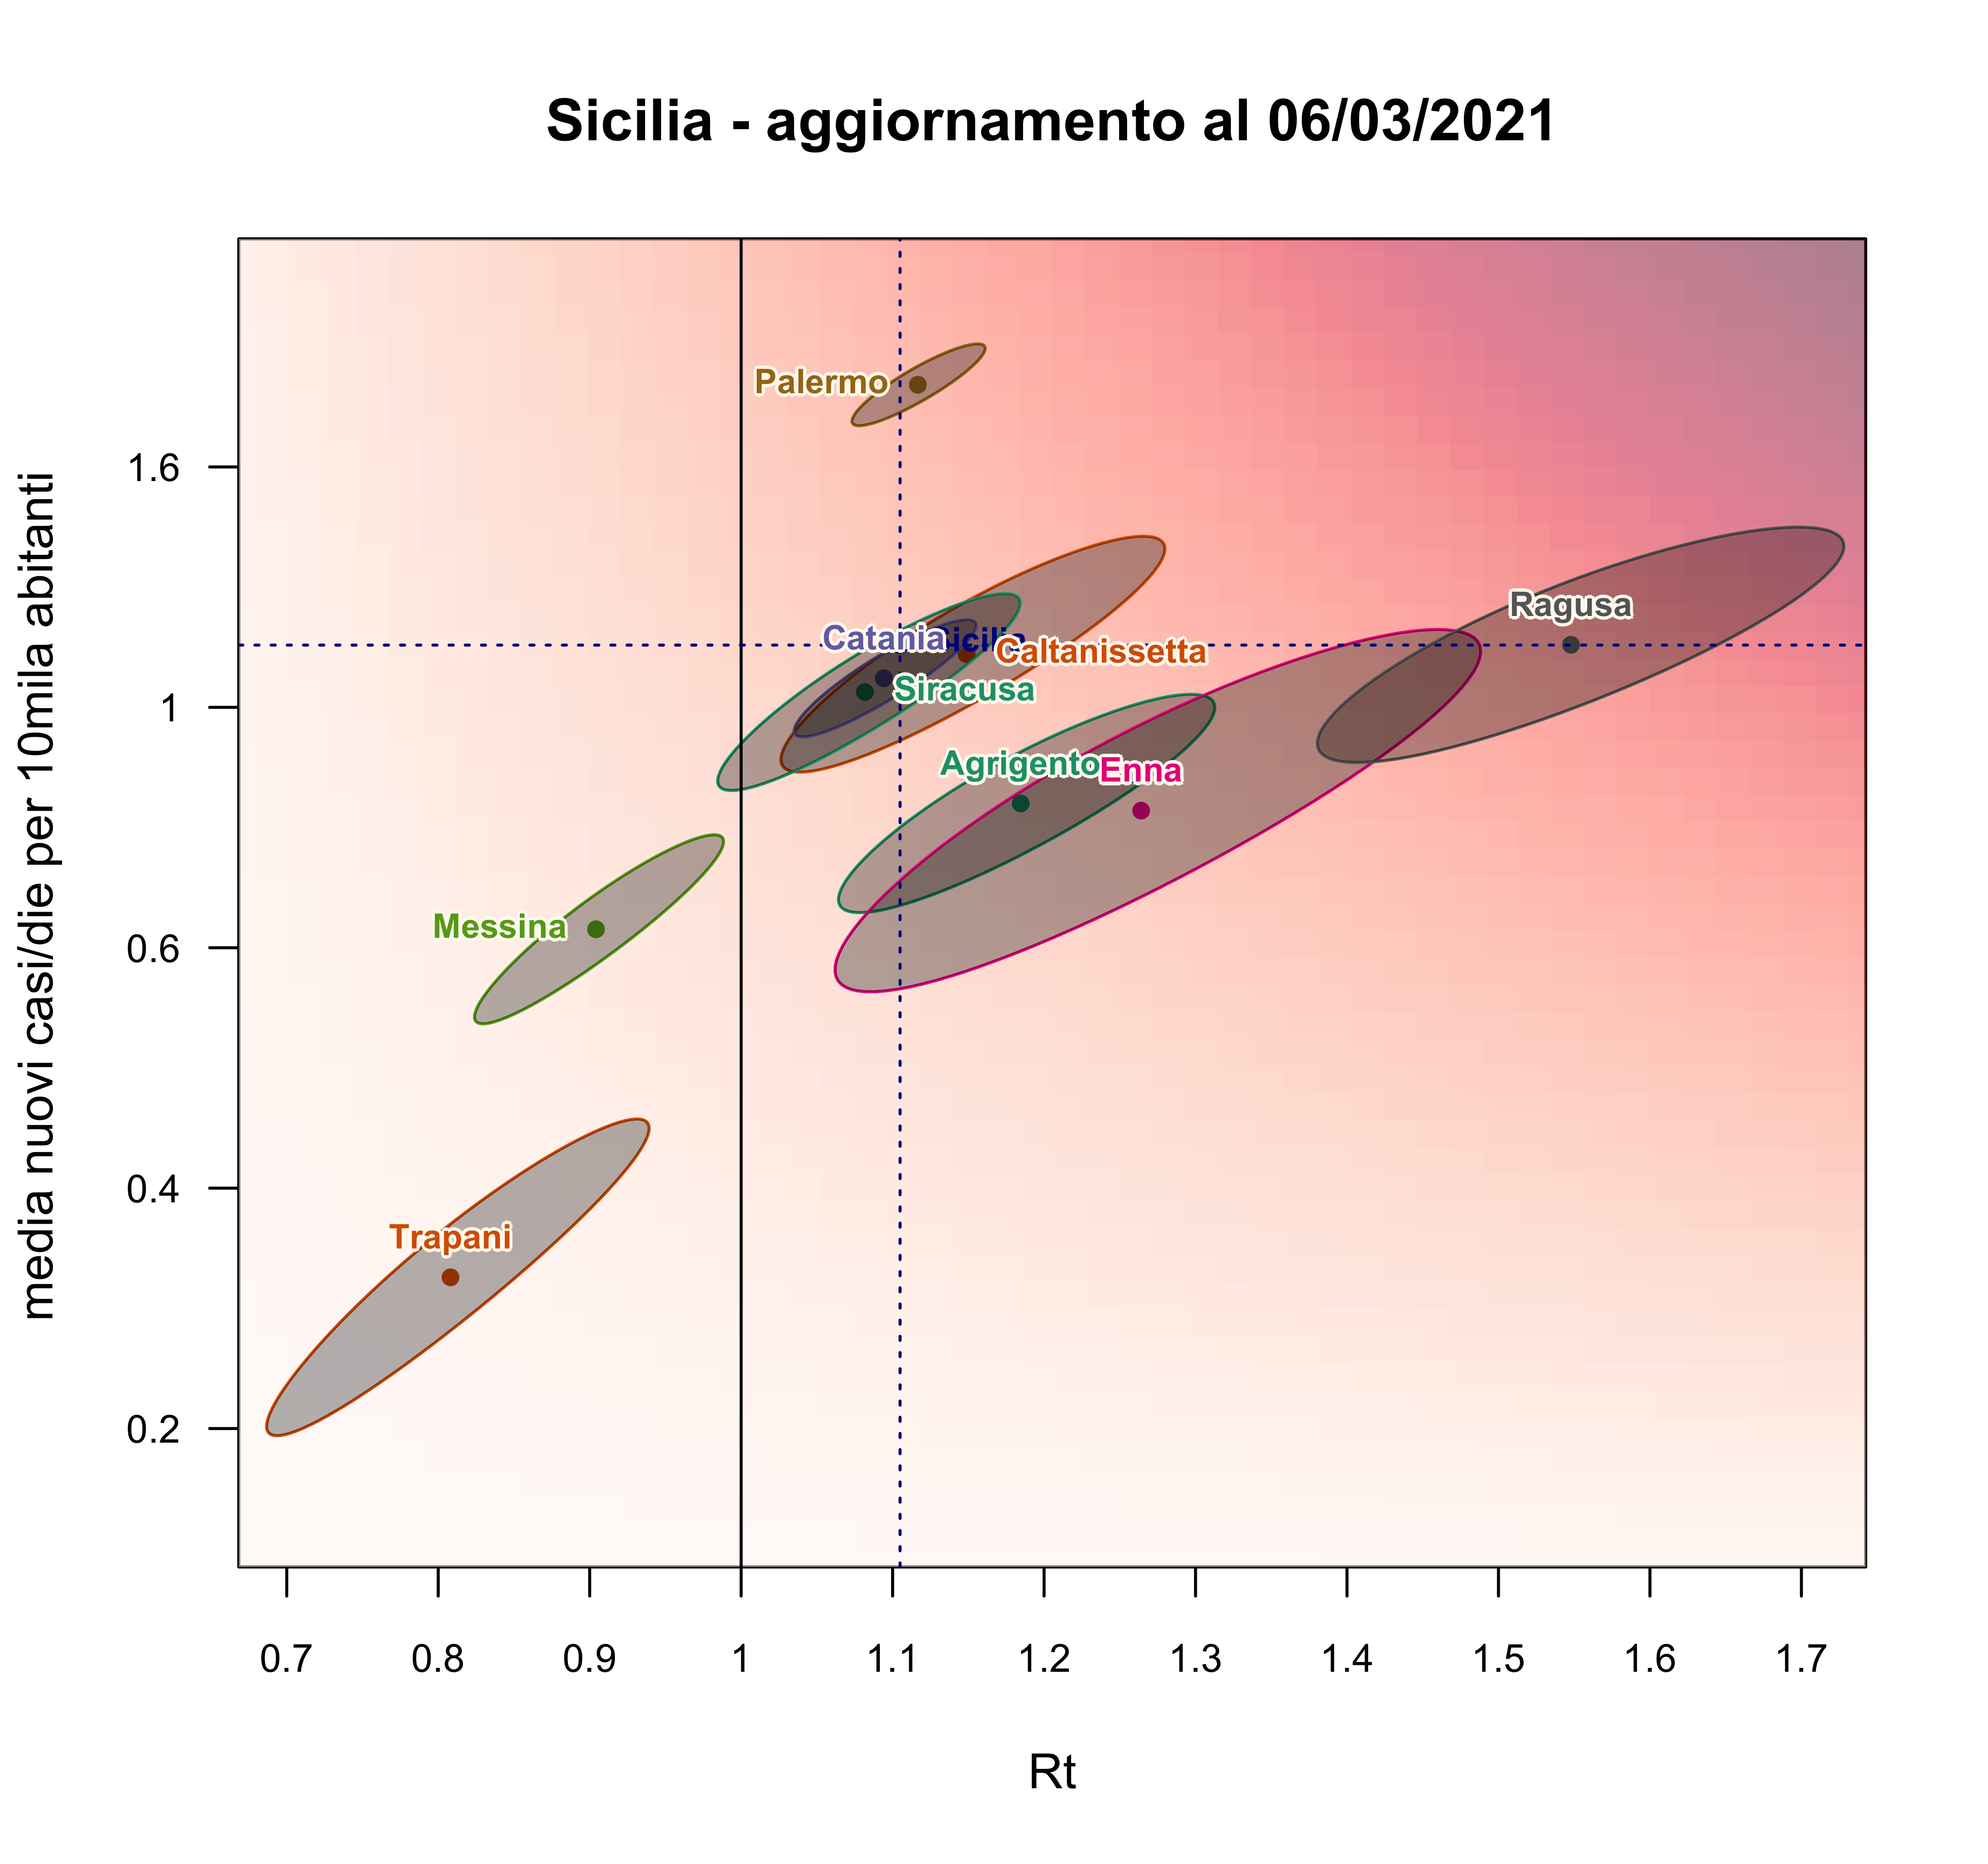 Sicilia - aggiornamento al 06/03/2021
media nuovi casi/die per 10mila abitanti
1.6
1
0.6
0.4
0.2
Palermo
Ragusa
Catania
Sicilia
Caltanissetta
Siracusa
Agrigento
Enna
Messina
Trapani
0.7 0.8 0.9 1 1.1 1.2 1.3 1.4 1.5 1.6 1.7
Rt